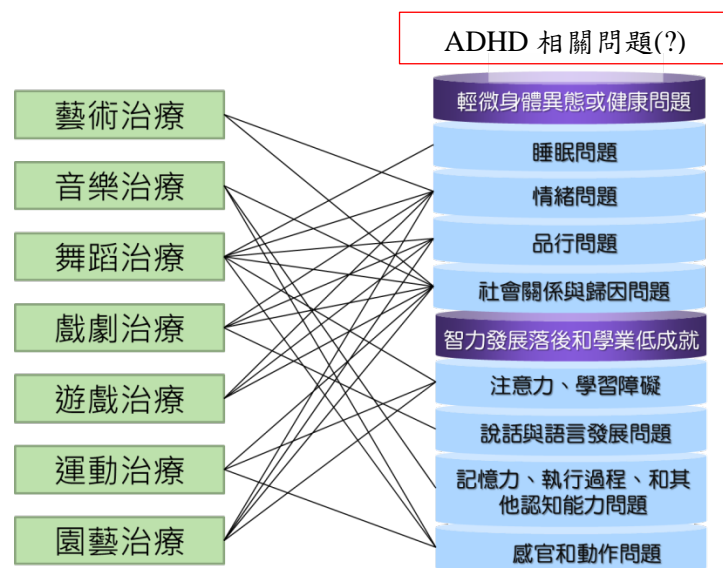 ADHD 相關問題(?)
藝術治療
音樂治療
舞蹈治療
戲劇治療
遊戲治療
運動治療
園藝治療
輕微身體異態或健康問題
睡眠問題
情緒問題
品行問題
社會關係與歸因問題
智力發展落後和學業低成就
注意力、學習障礙
說話與語言發展問題
記憶力、執行過程、和其
他認知能力問題
感官和動作問題